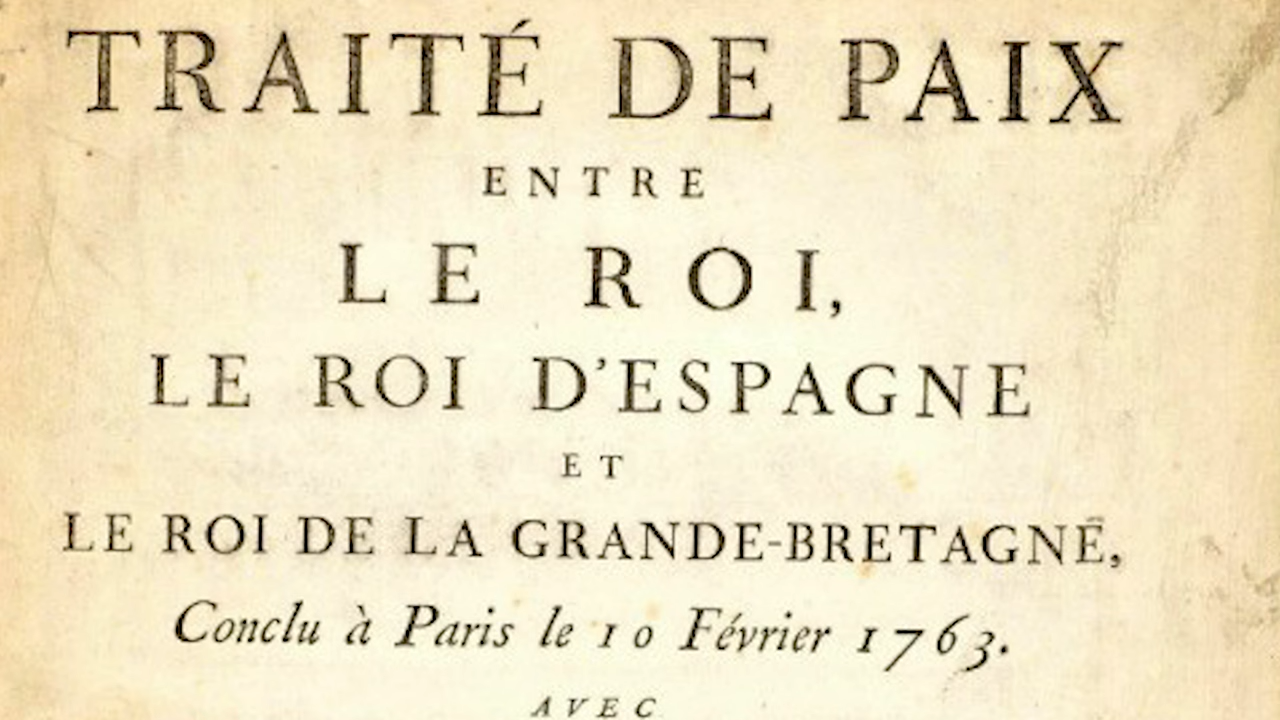 TRAITÉ DE PAIX
ENTRE
LE ROI,
LE ROI D'ESPAGNE
ET
LE ROI DE LA GRANDE-BRETAGNE,
Conclu à Paris le 10 Février 1763.
AVEC